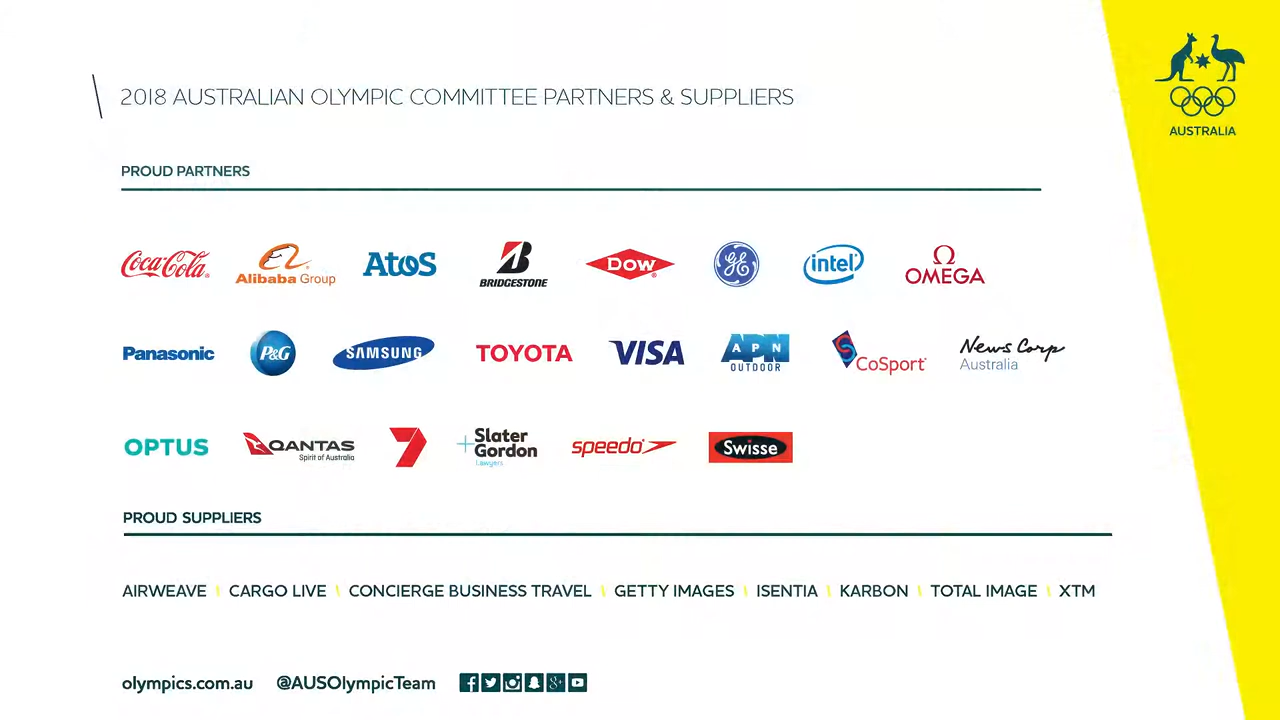 2018 AUSTRALIAN OLYMPIC COMMITTEE PARTNERS & SUPPLIERS
AUSTRALIA
PROUD PARTNERS
Coca-Cola Alibaba Group Atos BRIDGESTONE Dow GE intel Ω OMEGA
Panasonic P&G SAMSUNG TOYOTA VISA APN OUTDOOR CoSport News Corp Australia
OPTUS QANTAS Spirit of Australia 7 Slater + Gordon Lawyers speedo Swisse
PROUD SUPPLIERS
AIRWEAVE \ CARGO LIVE \ CONCIERGE BUSINESS TRAVEL \ GETTY IMAGES \ ISENTIA \ KARBON \ TOTAL IMAGE \ XTM
olympics.com.au @AUSOlympicTeam